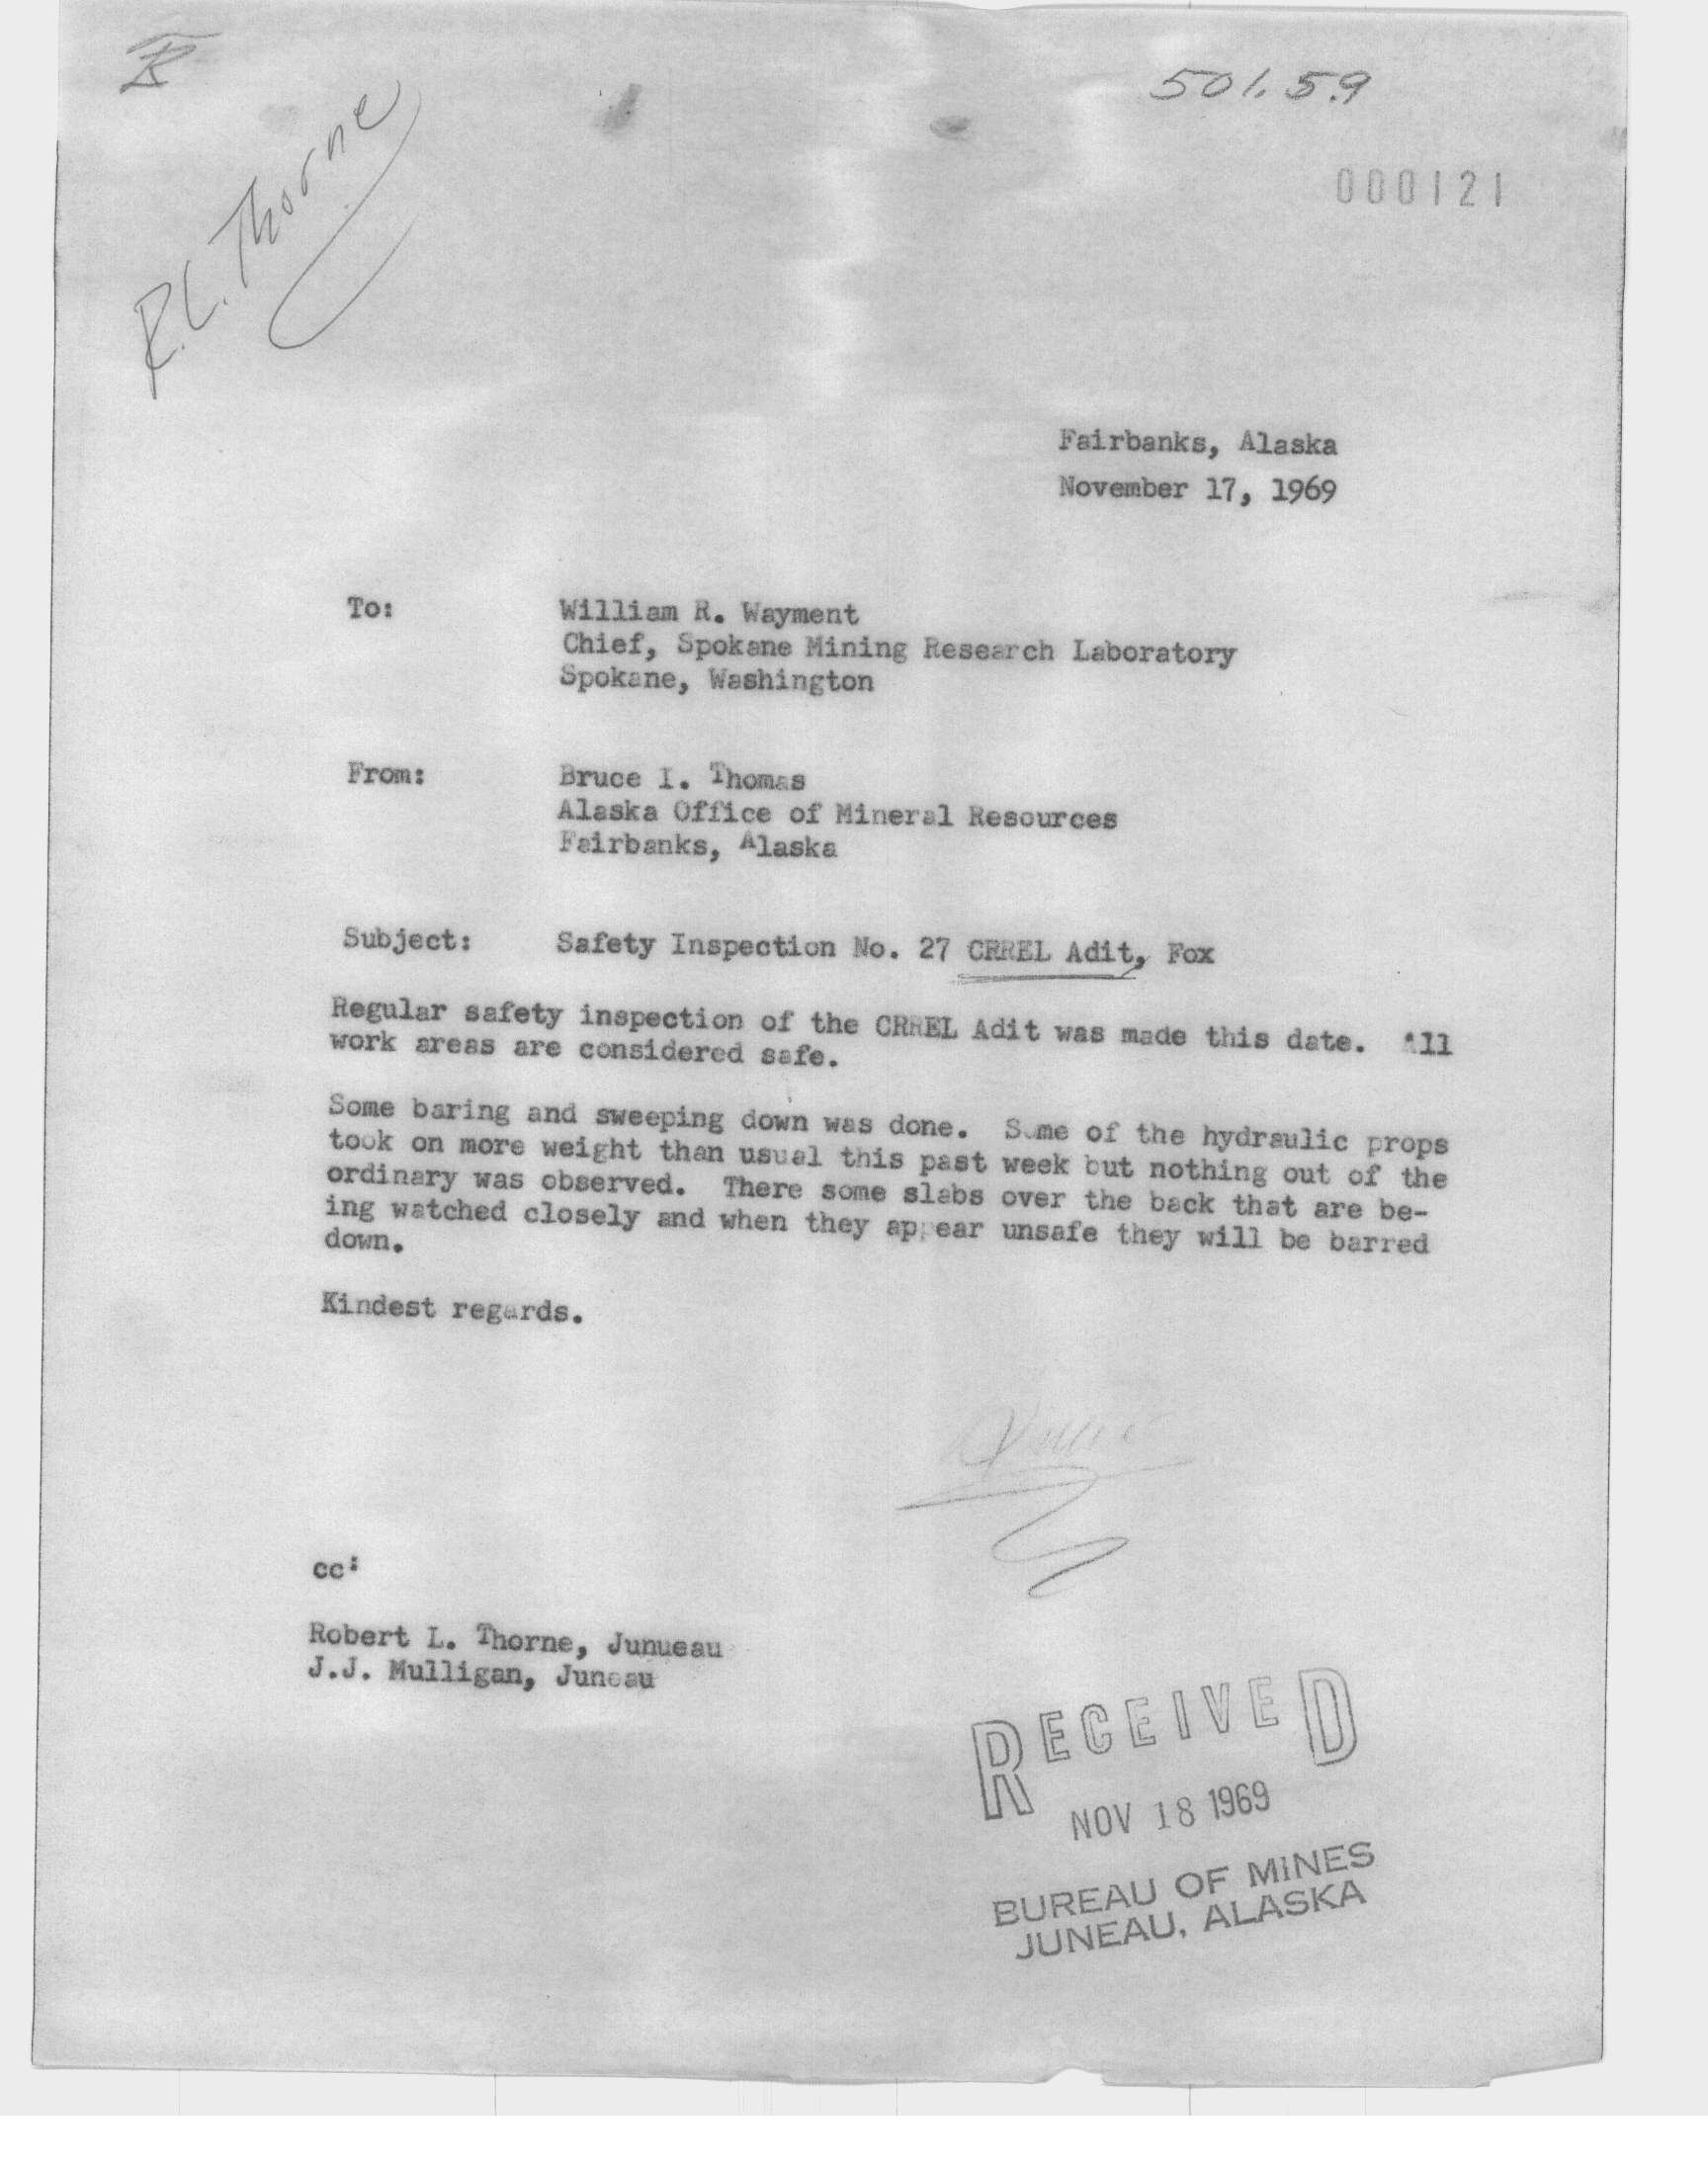 501.59
R.L. Thorne
000121
Fairbanks, Alaska
November 17, 1969
To: William R. Wayment
Chief, Spokane Mining Research Laboratory
Spokane, Washington
From: Bruce I. Thomas
Alaska Office of Mineral Resources
Fairbanks, Alaska
Subject: Safety Inspection No. 27 CRREL Adit, Fox
Regular safety inspection of the CRREL Adit was made this date. All
work areas are considered safe.
Some baring and sweeping down was done. Some of the hydraulic props
took on more weight than usual this past week but nothing out of the
ordinary was observed. There some slabs over the back that are be-
ing watched closely and when they appear unsafe they will be barred
down.
Kindest regards.
cc:
Robert L. Thorne, Junueau
J.J. Mulligan, Juneau
RECEIVED
NOV 18 1969
BUREAU OF MINES
JUNEAU, ALASKA